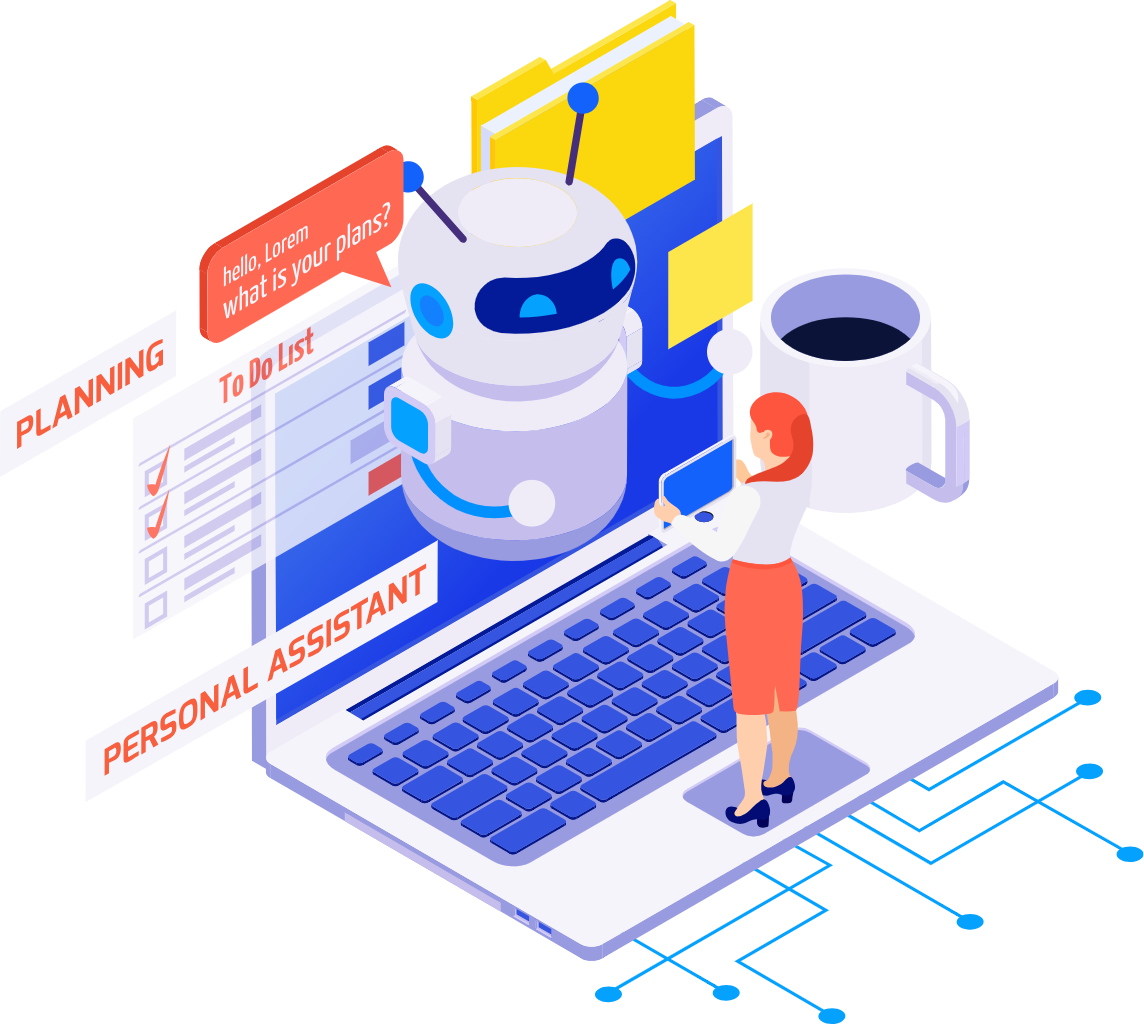 hello, Lorem
what is your plans?
PLANNING
To Do List
PERSONAL ASSISTANT